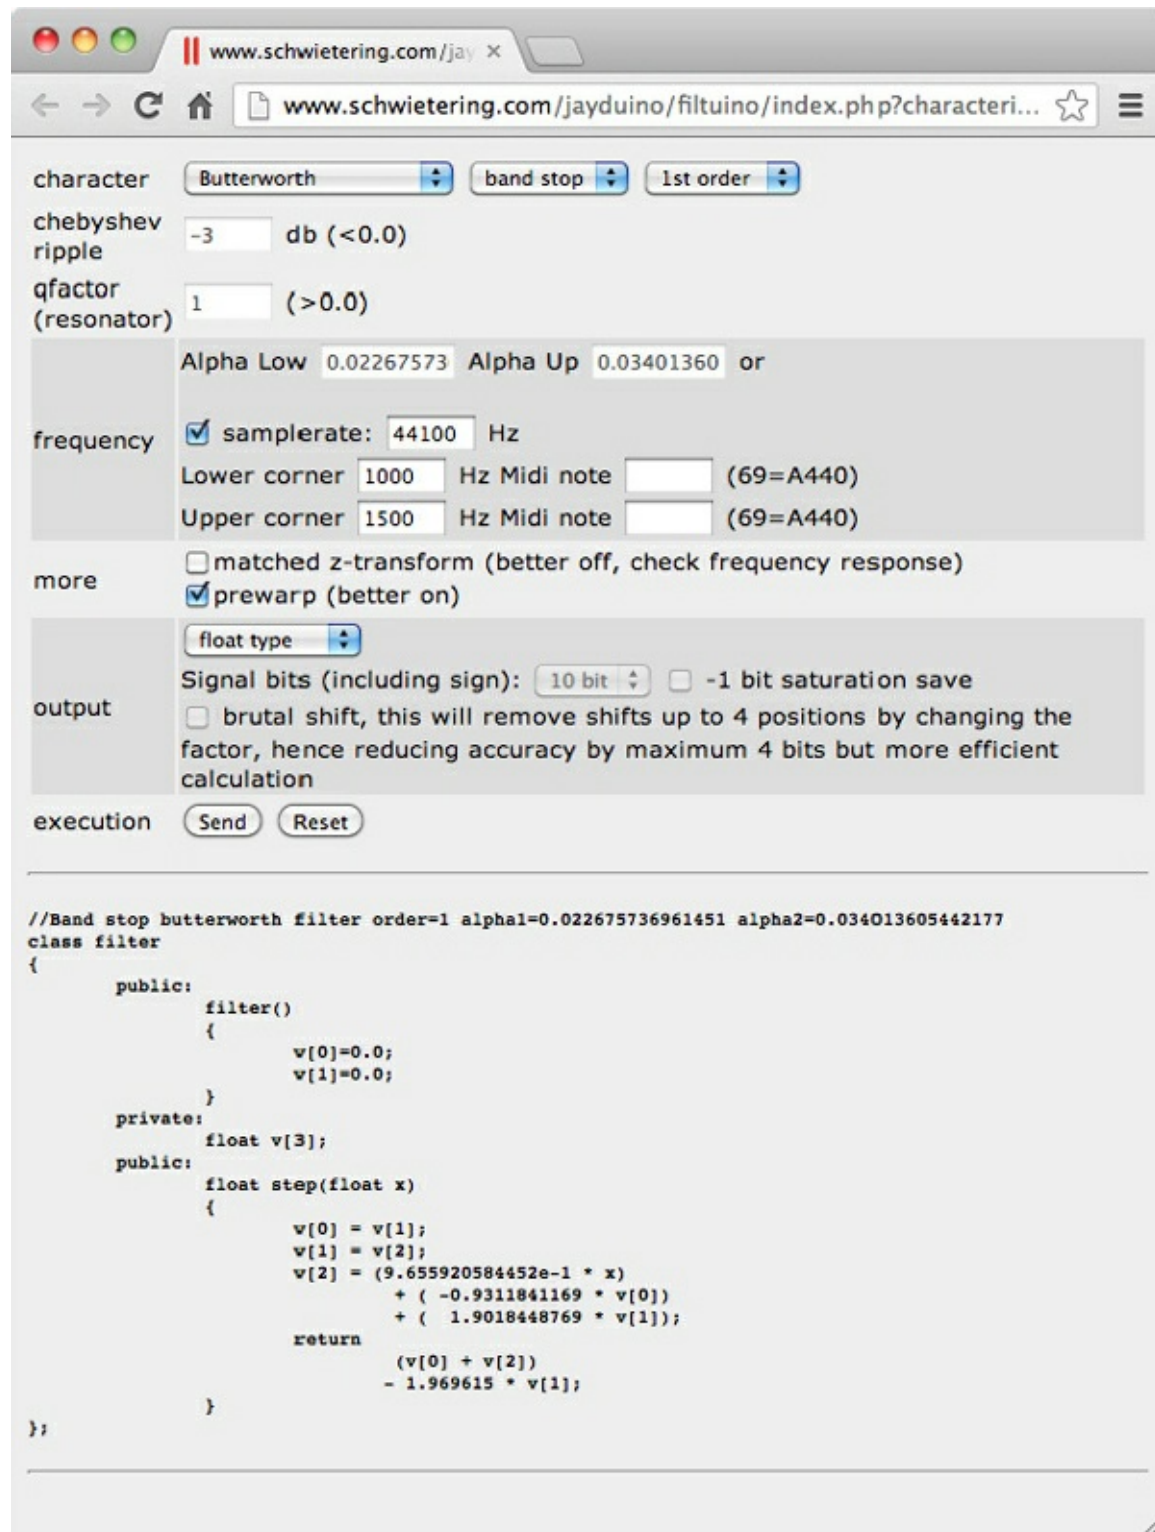 www.schwietering.com/jay
www.schwietering.com/jayduino/filtuino/index.php?characteri...
character Butterworth band stop 1st order
chebyshev ripple -3 db (<0.0)
qfactor (resonator) 1 (>0.0)
Alpha Low 0.02267573 Alpha Up 0.03401360 or
frequency samplerate: 44100 Hz
Lower corner 1000 Hz Midi note (69=A440)
Upper corner 1500 Hz Midi note (69=A440)
more
matched z-transform (better off, check frequency response)
prewarp (better on)
float type
Signal bits (including sign): 10 bit -1 bit saturation save
output
brutal shift, this will remove shifts up to 4 positions by changing the
factor, hence reducing accuracy by maximum 4 bits but more efficient
calculation
execution Send Reset
//Band stop butterworth filter order=1 alpha1=0.022675736961451 alpha2=0.034013605442177
class filter
{
public:
filter()
{
v[0]=0.0;
v[1]=0.0;
}
private:
float v[3];
public:
float step(float x)
{
v[0] = v[1];
v[1] = v[2];
v[2] = (9.655920584452e-1 * x)
+ ( -0.9311841169 * v[0])
+ ( 1.9018448769 * v[1]);
return
(v[0] + v[2])
- 1.969615 * v[1];
}
};